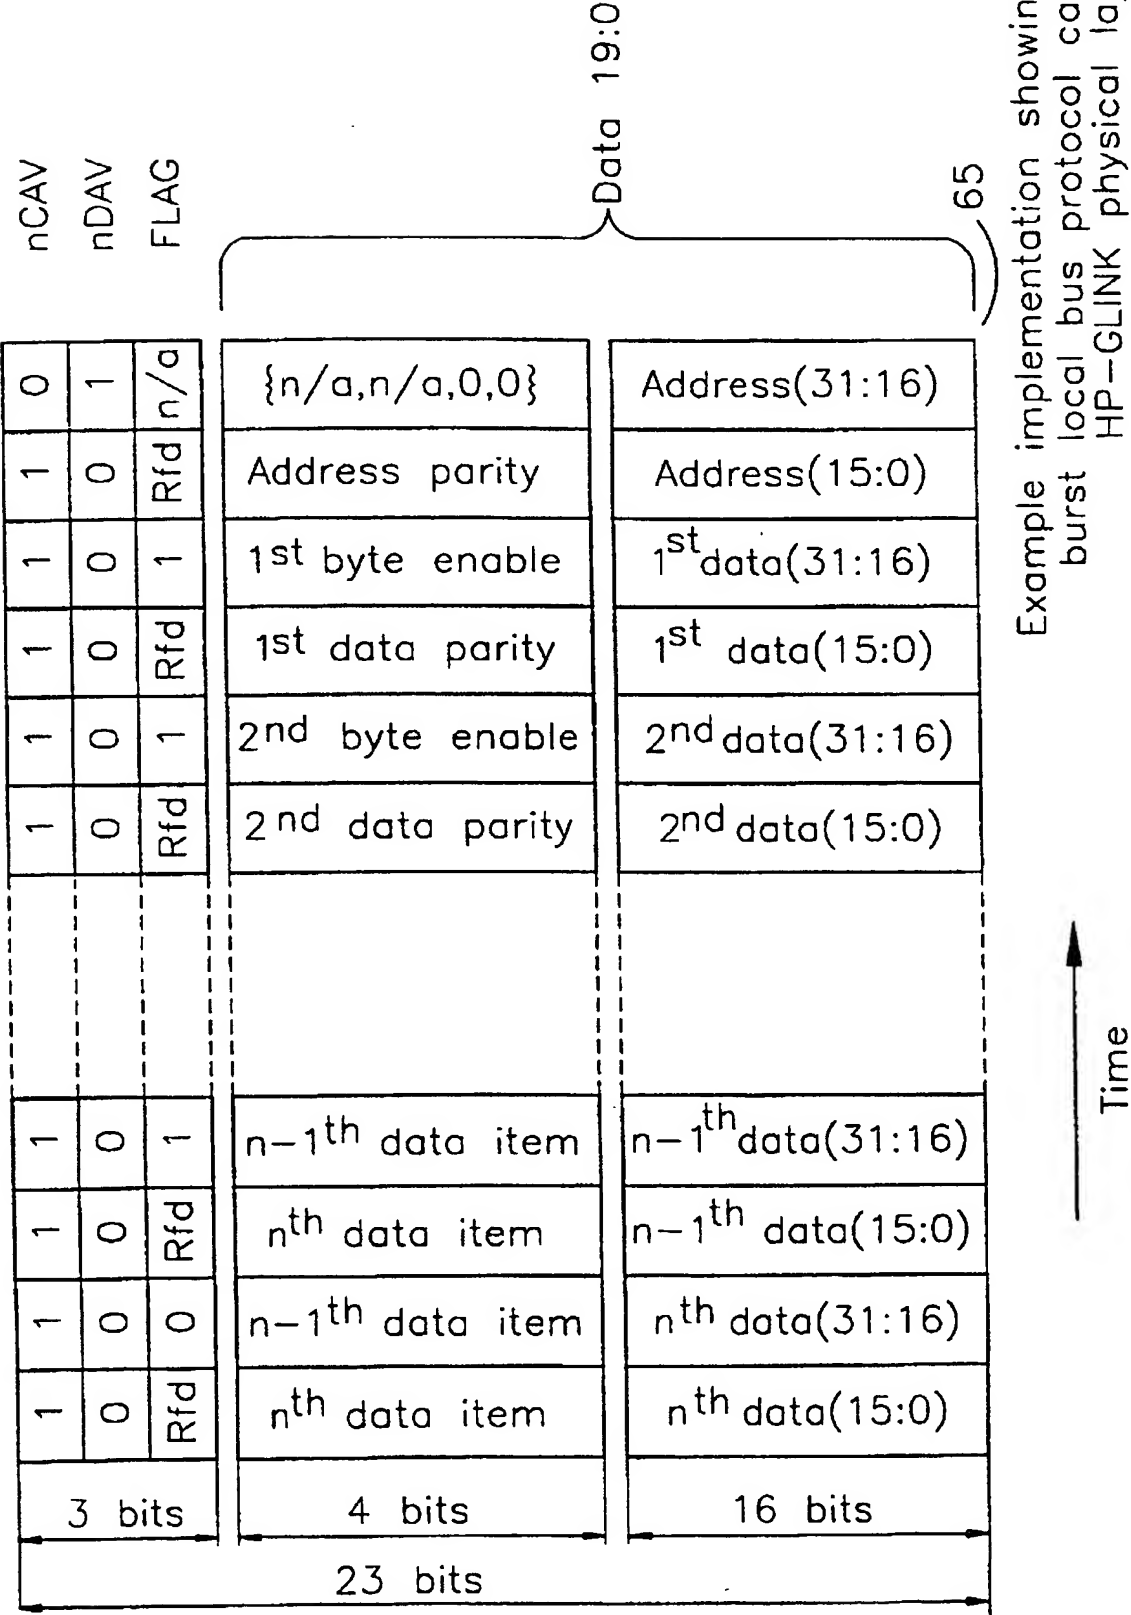 nCAV
nDAV
FLAG
Data 19:0
65
0 1 n/a {n/a,n/a,0,0} Address(31:16)
1 0 Rfd Address parity Address(15:0)
1 0 1 1st byte enable 1st data(31:16)
1 0 Rfd 1st data parity 1st data(15:0)
1 0 1 2nd byte enable 2nd data(31:16)
1 0 Rfd 2nd data parity 2nd data(15:0)
1 0 1 n-1th data item n-1th data(31:16)
1 0 Rfd nth data item n-1th data(15:0)
1 0 0 n-1th data item nth data(31:16)
1 0 Rfd nth data item nth data(15:0)
3 bits 4 bits 16 bits
23 bits
Time
Example implementation
burst local bus protocol
HP-GLINK physical